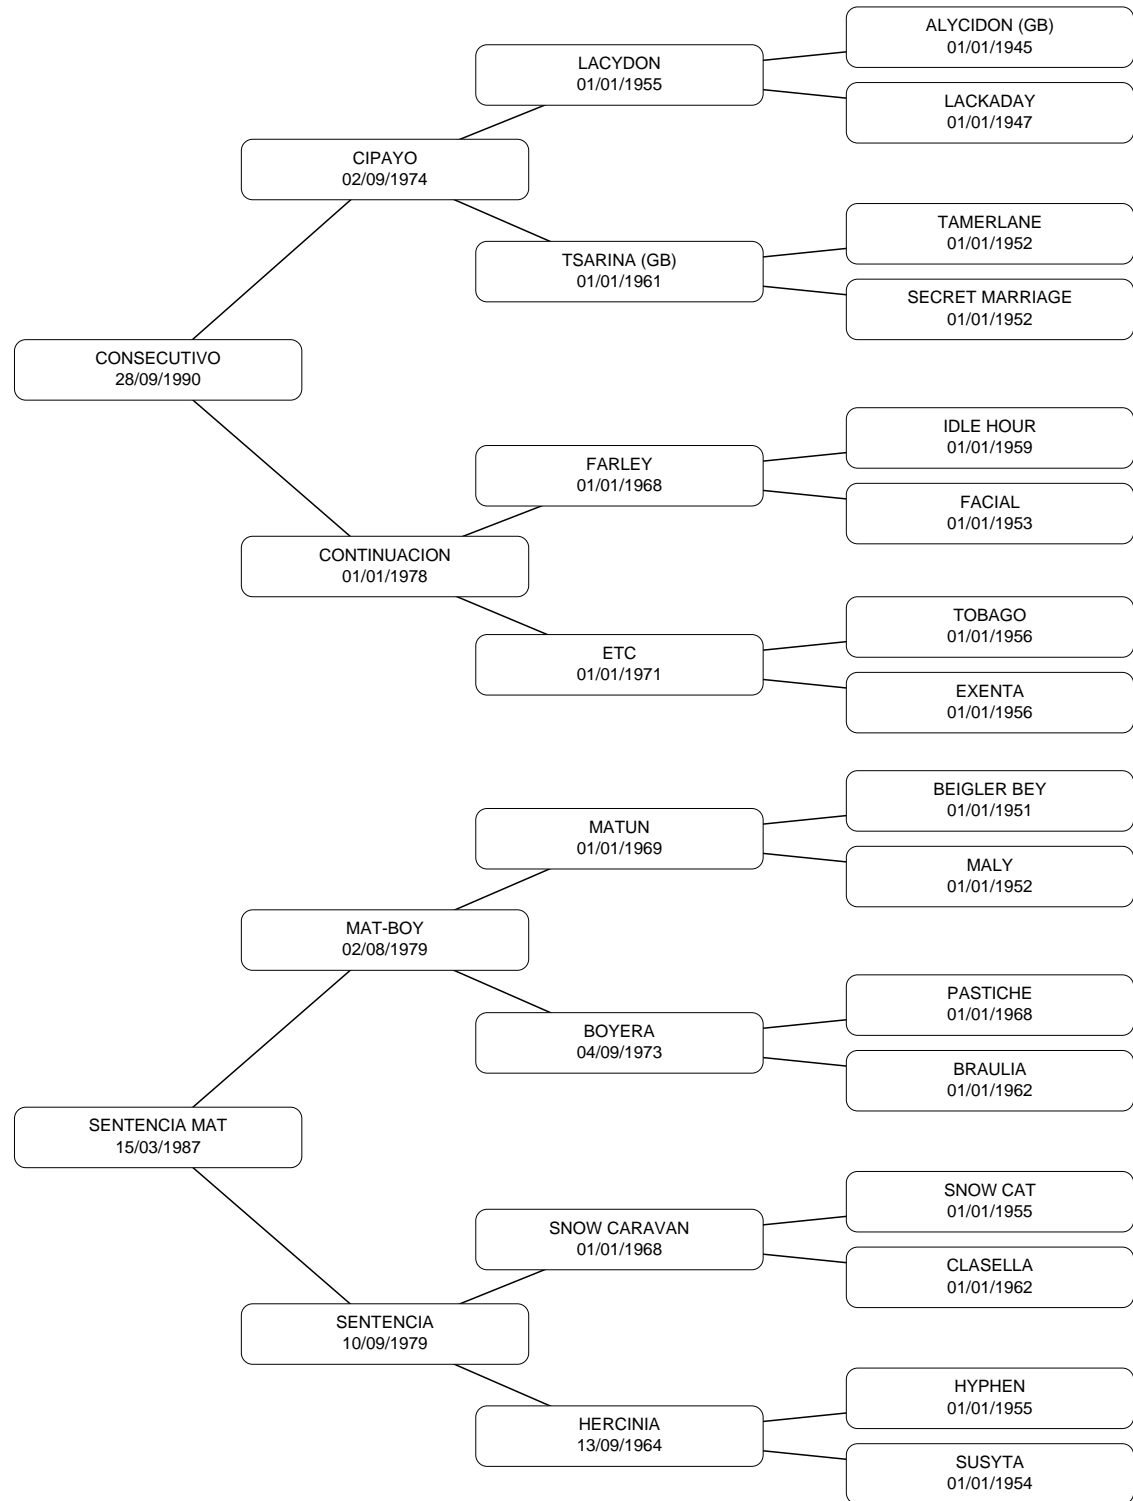 ALYCIDON (GB)
01/01/1945
LACYDON
01/01/1955
LACKADAY
01/01/1947
CIPAYO
02/09/1974
TAMERLANE
01/01/1952
TSARINA (GB)
01/01/1961
SECRET MARRIAGE
01/01/1952
CONSECUTIVO
28/09/1990
IDLE HOUR
01/01/1959
FARLEY
01/01/1968
FACIAL
01/01/1953
CONTINUACION
01/01/1978
TOBAGO
01/01/1956
ETC
01/01/1971
EXENTA
01/01/1956
BEIGLER BEY
01/01/1951
MATUN
01/01/1969
MALY
01/01/1952
MAT-BOY
02/08/1979
PASTICHE
01/01/1968
BOYERA
04/09/1973
BRAULIA
01/01/1962
SENTENCIA MAT
15/03/1987
SNOW CAT
01/01/1955
SNOW CARAVAN
01/01/1968
CLASELLA
01/01/1962
SENTENCIA
10/09/1979
HYPHEN
01/01/1955
HERCINIA
13/09/1964
SUSYTA
01/01/1954